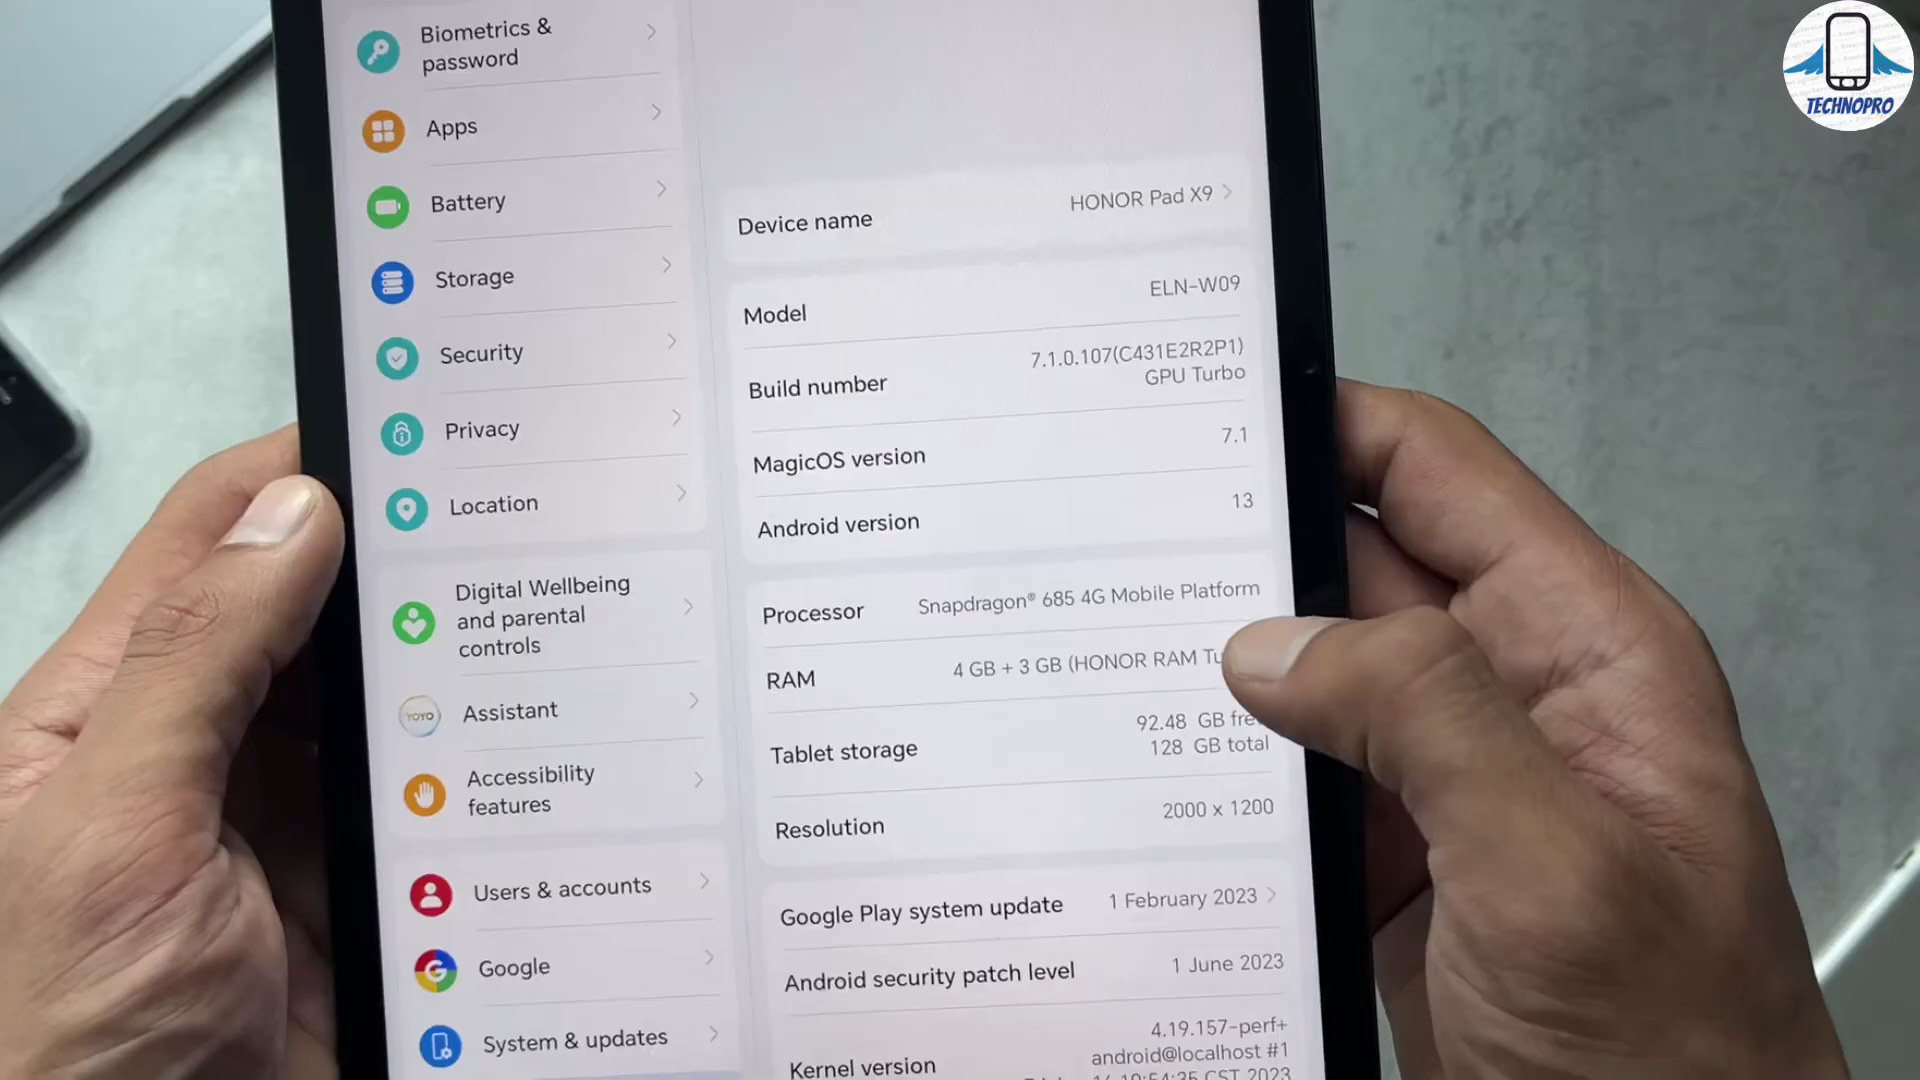 Biometrics &
password
Apps
Battery
Storage
Security
Privacy
Location
Digital Wellbeing
and parental
controls
YOYO
Assistant
Accessibility
features
Users & accounts
Google
System & updates
Device name
HONOR Pad X9
Model
ELN-W09
Build number
7.1.0.107(C431E2R2P1)
GPU Turbo
MagicOS version
7.1
Android version
13
Processor
Snapdragon® 685 4G Mobile Platform
RAM
4 GB + 3 GB (HONOR RAM
Tablet storage
92.48 GB
128 GB total
Resolution
2000 x 1200
Google Play system update
1 February 2023
Android security patch level
1 June 2023
Kernel version
4.19.157-perf+
android@localhost #1
CST 2023
TECHNOPRO